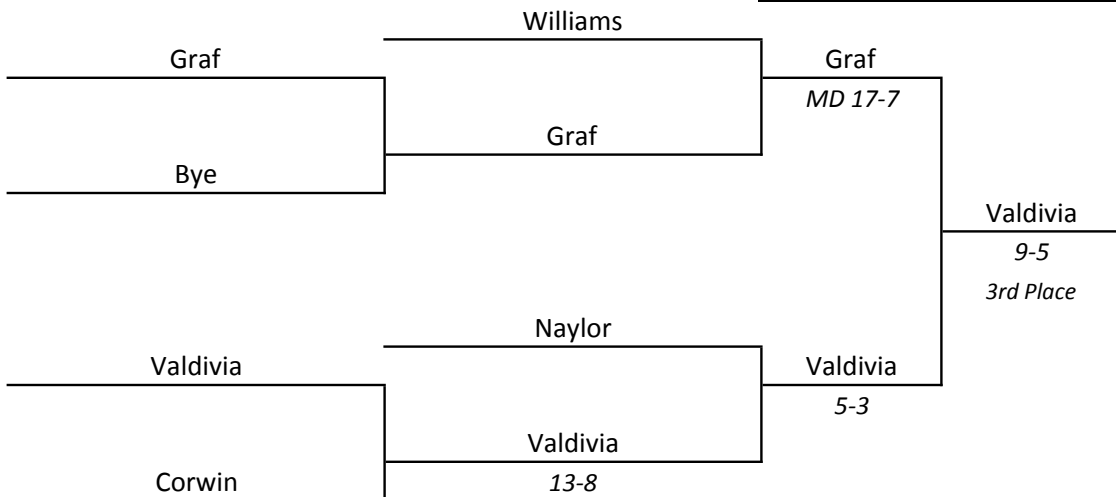 Williams
Graf
Graf
MD 17-7
Graf
Bye
Valdivia
9-5
3rd Place
Naylor
Valdivia
Valdivia
5-3
Valdivia
13-8
Corwin